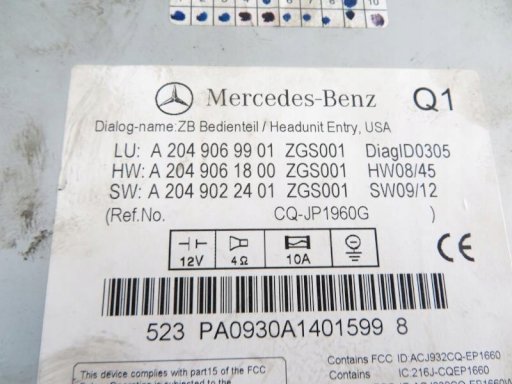 10
Mercedes-Benz Q1
Dialog-name: ZB Bedienteil / Headunit Entry, USA
LU: A 204 906 99 01 ZGS001 DiagID0305
HW: A 204 906 18 00 ZGS001 HW08/45
SW: A 204 902 24 01 ZGS001 SW09/12
(Ref.No. CQ-JP1960G )
12V 4Ω 10A CE
523 PA0930A1401599 8
This device complies with part15 of the FCC
Contains FCC ID:ACJ932CQ-EP1660
IC:216J-CQEP1660